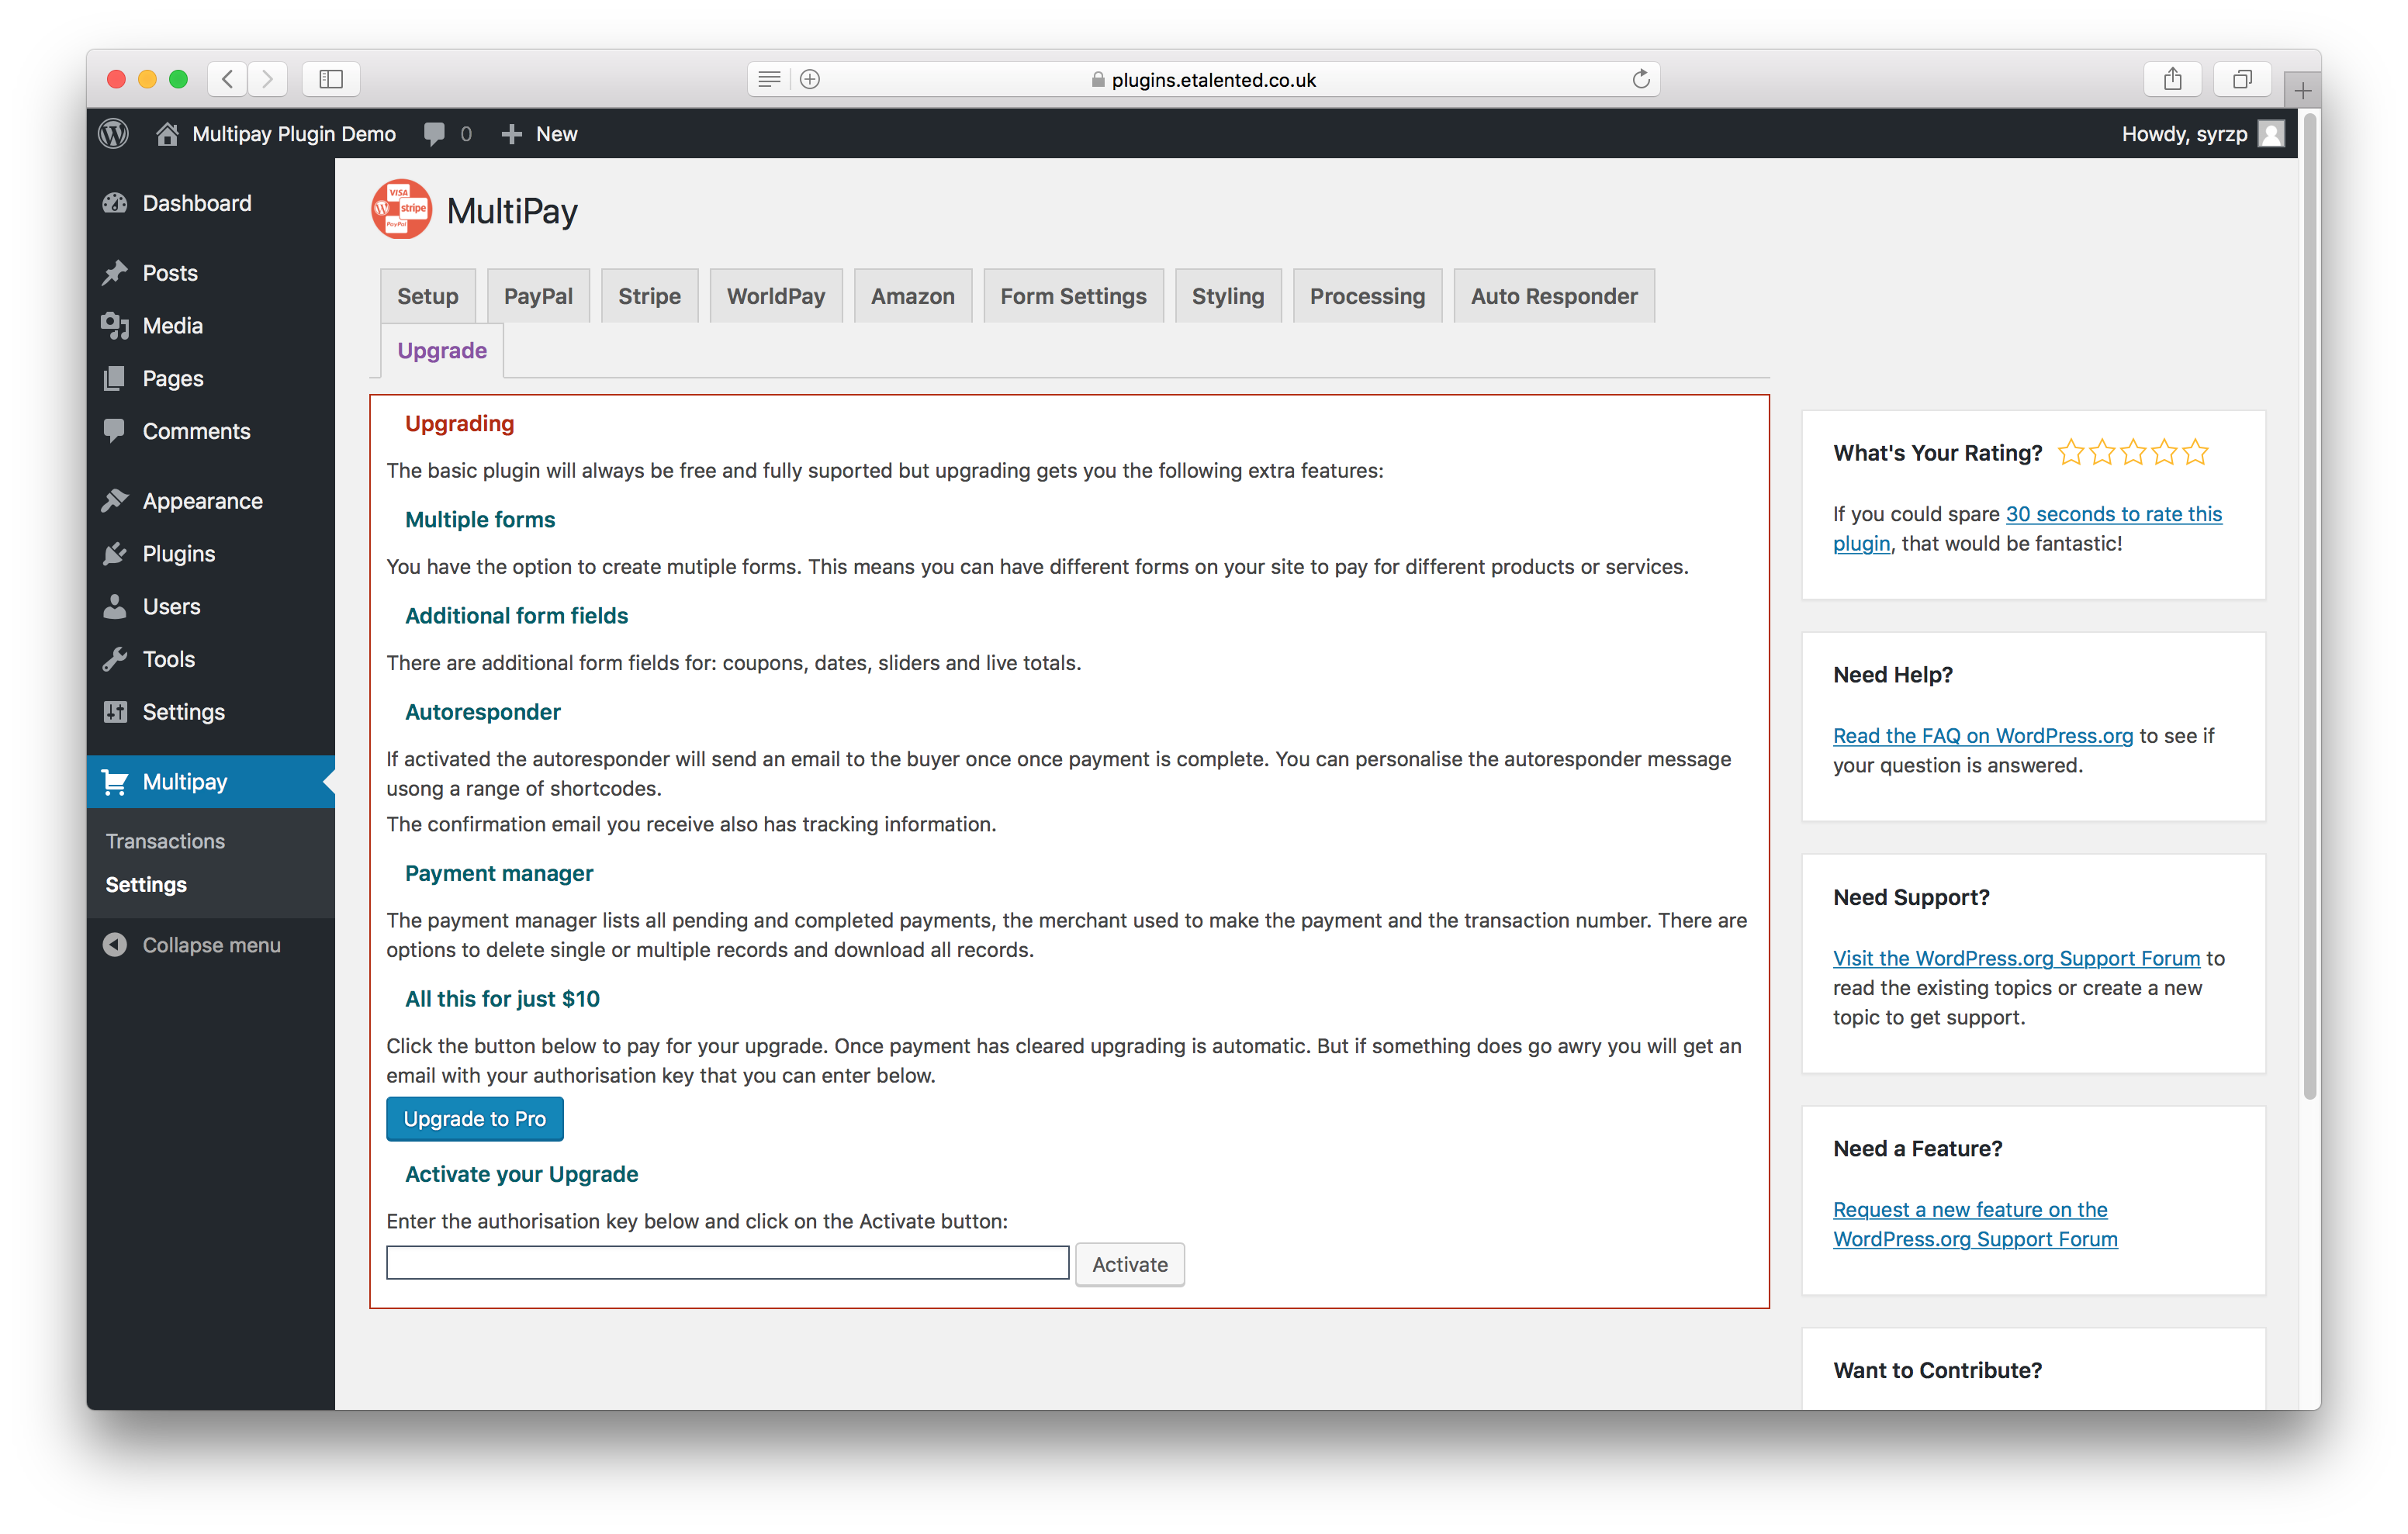 plugins.etalented.co.uk
Multipay Plugin Demo 0 New Howdy, syrzp
Dashboard
Posts
Media
Pages
Comments
Appearance
Plugins
Users
Tools
Settings
Multipay
Transactions
Settings
Collapse menu
VISA
stripe
PayPal
MultiPay
Setup PayPal Stripe WorldPay Amazon Form Settings Styling Processing Auto Responder
Upgrade
Upgrading
The basic plugin will always be free and fully suported but upgrading gets you the following extra features:
Multiple forms
You have the option to create mutiple forms. This means you can have different forms on your site to pay for different products or services.
Additional form fields
There are additional form fields for: coupons, dates, sliders and live totals.
Autoresponder
If activated the autoresponder will send an email to the buyer once once payment is complete. You can personalise the autoresponder message
usong a range of shortcodes.
The confirmation email you receive also has tracking information.
Payment manager
The payment manager lists all pending and completed payments, the merchant used to make the payment and the transaction number. There are
options to delete single or multiple records and download all records.
All this for just $10
Click the button below to pay for your upgrade. Once payment has cleared upgrading is automatic. But if something does go awry you will get an
email with your authorisation key that you can enter below.
Upgrade to Pro
Activate your Upgrade
Enter the authorisation key below and click on the Activate button:
Activate
What's Your Rating?
If you could spare 30 seconds to rate this
plugin, that would be fantastic!
Need Help?
Read the FAQ on WordPress.org to see if
your question is answered.
Need Support?
Visit the WordPress.org Support Forum to
read the existing topics or create a new
topic to get support.
Need a Feature?
Request a new feature on the
WordPress.org Support Forum
Want to Contribute?